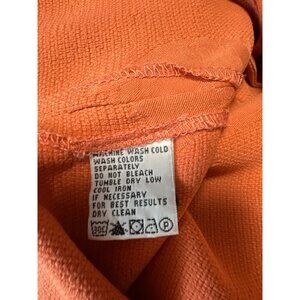 MACHINE WASH COLD
WASH COLORS
SEPARATELY
DO NOT BLEACH
TUMBLE DRY LOW
COOL IRON
IF NECESSARY
FOR BEST RESULTS
DRY CLEAN
30C P